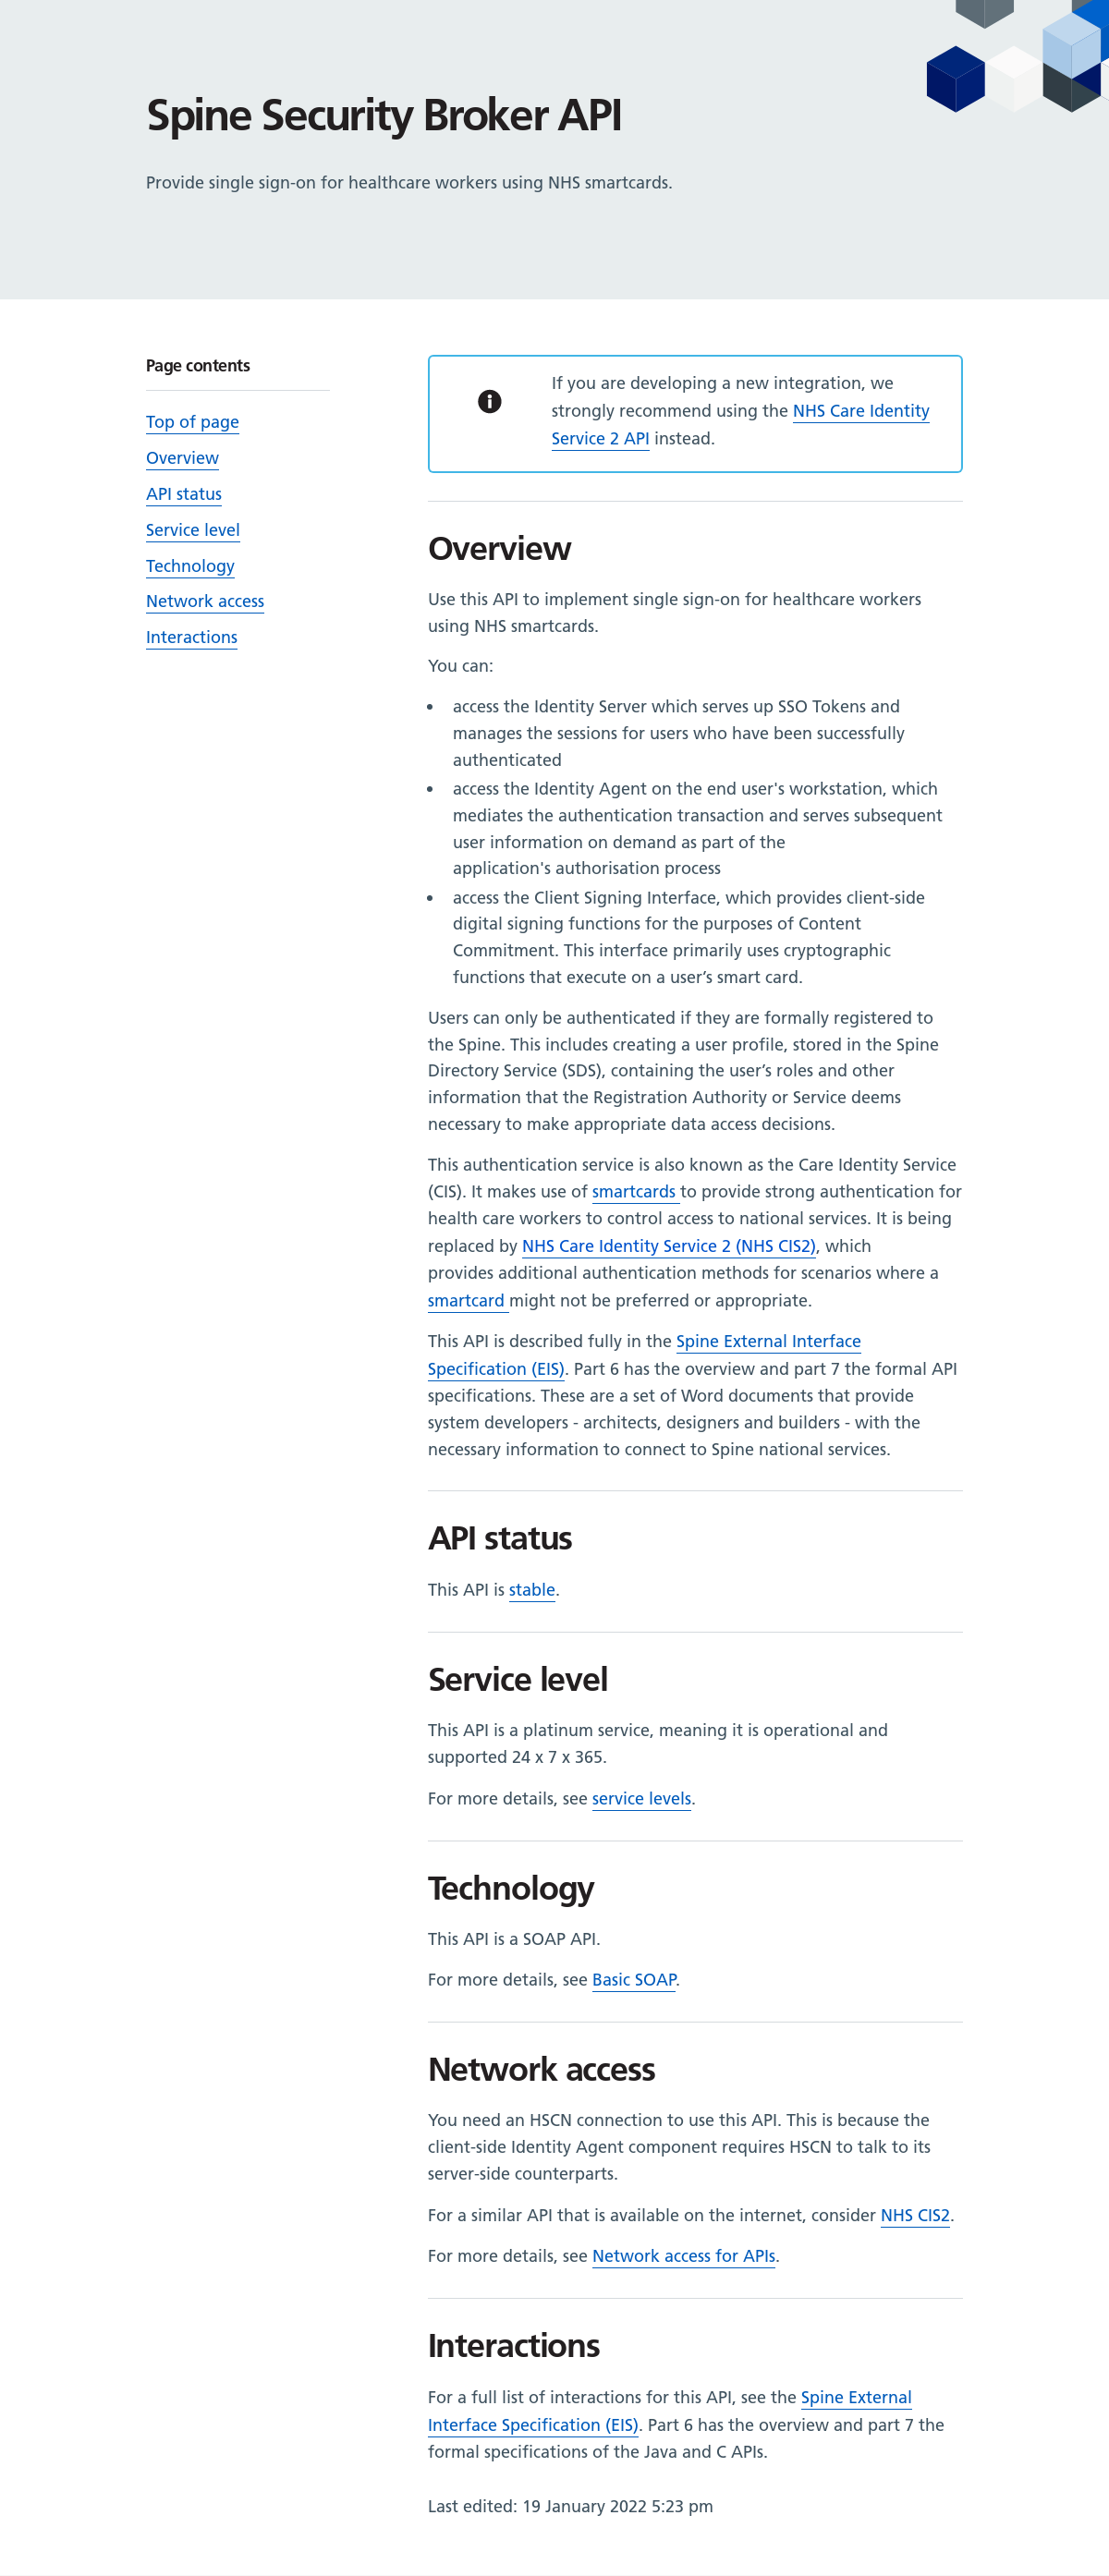 Spine Security Broker API
Provide single sign-on for healthcare workers using NHS smartcards.
Page contents
Top of page
Overview
API status
Service level
Technology
Network access
Interactions
If you are developing a new integration, we
strongly recommend using the NHS Care Identity
Service 2 API instead.
Overview
Use this API to implement single sign-on for healthcare workers
using NHS smartcards.
You can:
• access the Identity Server which serves up SSO Tokens and
manages the sessions for users who have been successfully
authenticated
• access the Identity Agent on the end user's workstation, which
mediates the authentication transaction and serves subsequent
user information on demand as part of the
application's authorisation process
• access the Client Signing Interface, which provides client-side
digital signing functions for the purposes of Content
Commitment. This interface primarily uses cryptographic
functions that execute on a user’s smart card.
Users can only be authenticated if they are formally registered to
the Spine. This includes creating a user profile, stored in the Spine
Directory Service (SDS), containing the user’s roles and other
information that the Registration Authority or Service deems
necessary to make appropriate data access decisions.
This authentication service is also known as the Care Identity Service
(CIS). It makes use of smartcards to provide strong authentication for
health care workers to control access to national services. It is being
replaced by NHS Care Identity Service 2 (NHS CIS2), which
provides additional authentication methods for scenarios where a
smartcard might not be preferred or appropriate.
This API is described fully in the Spine External Interface
Specification (EIS). Part 6 has the overview and part 7 the formal API
specifications. These are a set of Word documents that provide
system developers - architects, designers and builders - with the
necessary information to connect to Spine national services.
API status
This API is stable.
Service level
This API is a platinum service, meaning it is operational and
supported 24 x 7 x 365.
For more details, see service levels.
Technology
This API is a SOAP API.
For more details, see Basic SOAP.
Network access
You need an HSCN connection to use this API. This is because the
client-side Identity Agent component requires HSCN to talk to its
server-side counterparts.
For a similar API that is available on the internet, consider NHS CIS2.
For more details, see Network access for APIs.
Interactions
For a full list of interactions for this API, see the Spine External
Interface Specification (EIS). Part 6 has the overview and part 7 the
formal specifications of the Java and C APIs.
Last edited: 19 January 2022 5:23 pm